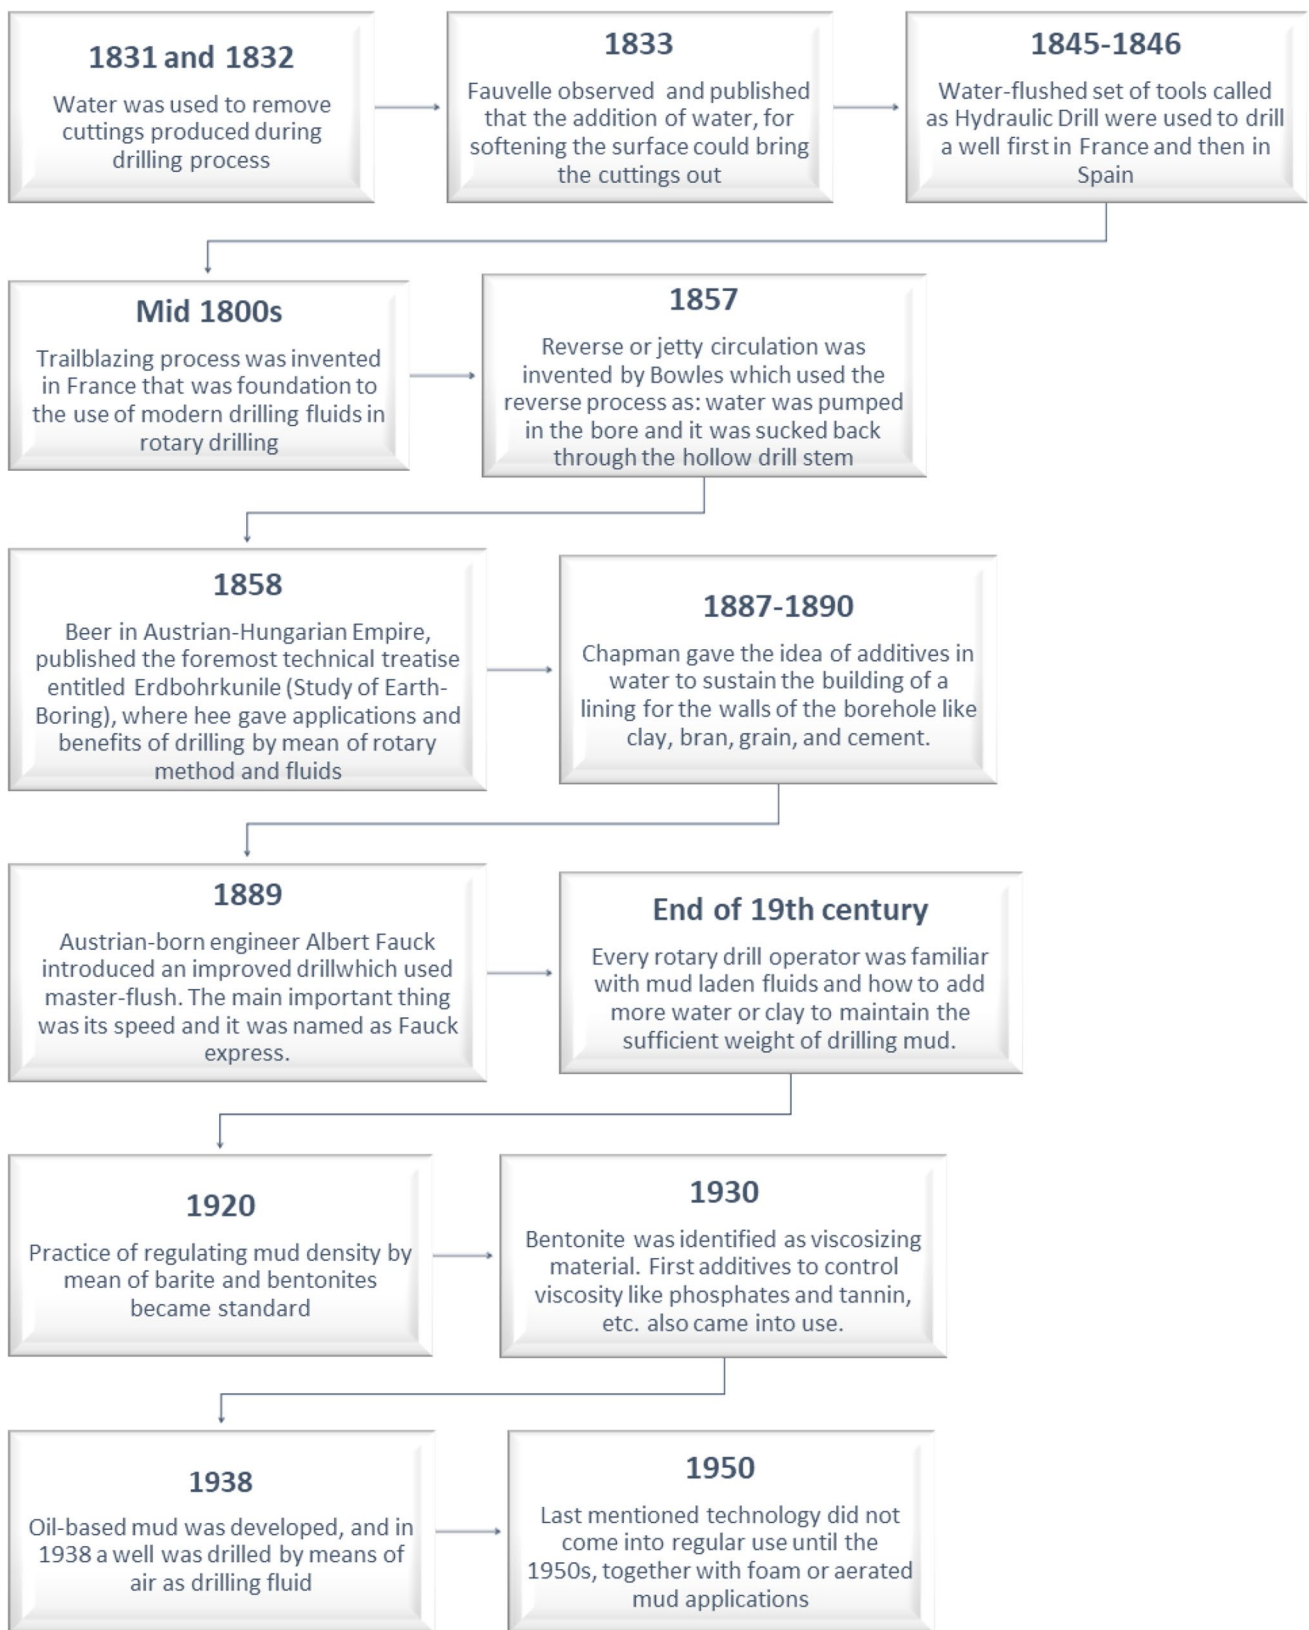 1831 and 1832
Water was used to remove
cuttings produced during
drilling process
1833
Fauvelle observed and published
that the addition of water, for
softening the surface could bring
the cuttings out
1845-1846
Water-flushed set of tools called
as Hydraulic Drill were used to drill
a well first in France and then in
Spain
Mid 1800s
Trailblazing process was invented
in France that was foundation to
the use of modern drilling fluids in
rotary drilling
1857
Reverse or jetty circulation was
invented by Bowles which used the
reverse process as: water was pumped
in the bore and it was sucked back
through the hollow drill stem
1858
Beer in Austrian-Hungarian Empire,
published the foremost technical treatise
entitled Erdbohrkunile (Study of Earth-
Boring), where hee gave applications and
benefits of drilling by mean of rotary
method and fluids
1887-1890
Chapman gave the idea of additives in
water to sustain the building of a
lining for the walls of the borehole like
clay, bran, grain, and cement.
1889
Austrian-born engineer Albert Fauck
introduced an improved drillwhich used
master-flush. The main important thing
was its speed and it was named as Fauck
express.
End of 19th century
Every rotary drill operator was familiar
with mud laden fluids and how to add
more water or clay to maintain the
sufficient weight of drilling mud.
1920
Practice of regulating mud density by
mean of barite and bentonites
became standard
1930
Bentonite was identified as viscosizing
material. First additives to control
viscosity like phosphates and tannin,
etc. also came into use.
1938
Oil-based mud was developed, and in
1938 a well was drilled by means of
air as drilling fluid
1950
Last mentioned technology did not
come into regular use until the
1950s, together with foam or aerated
mud applications